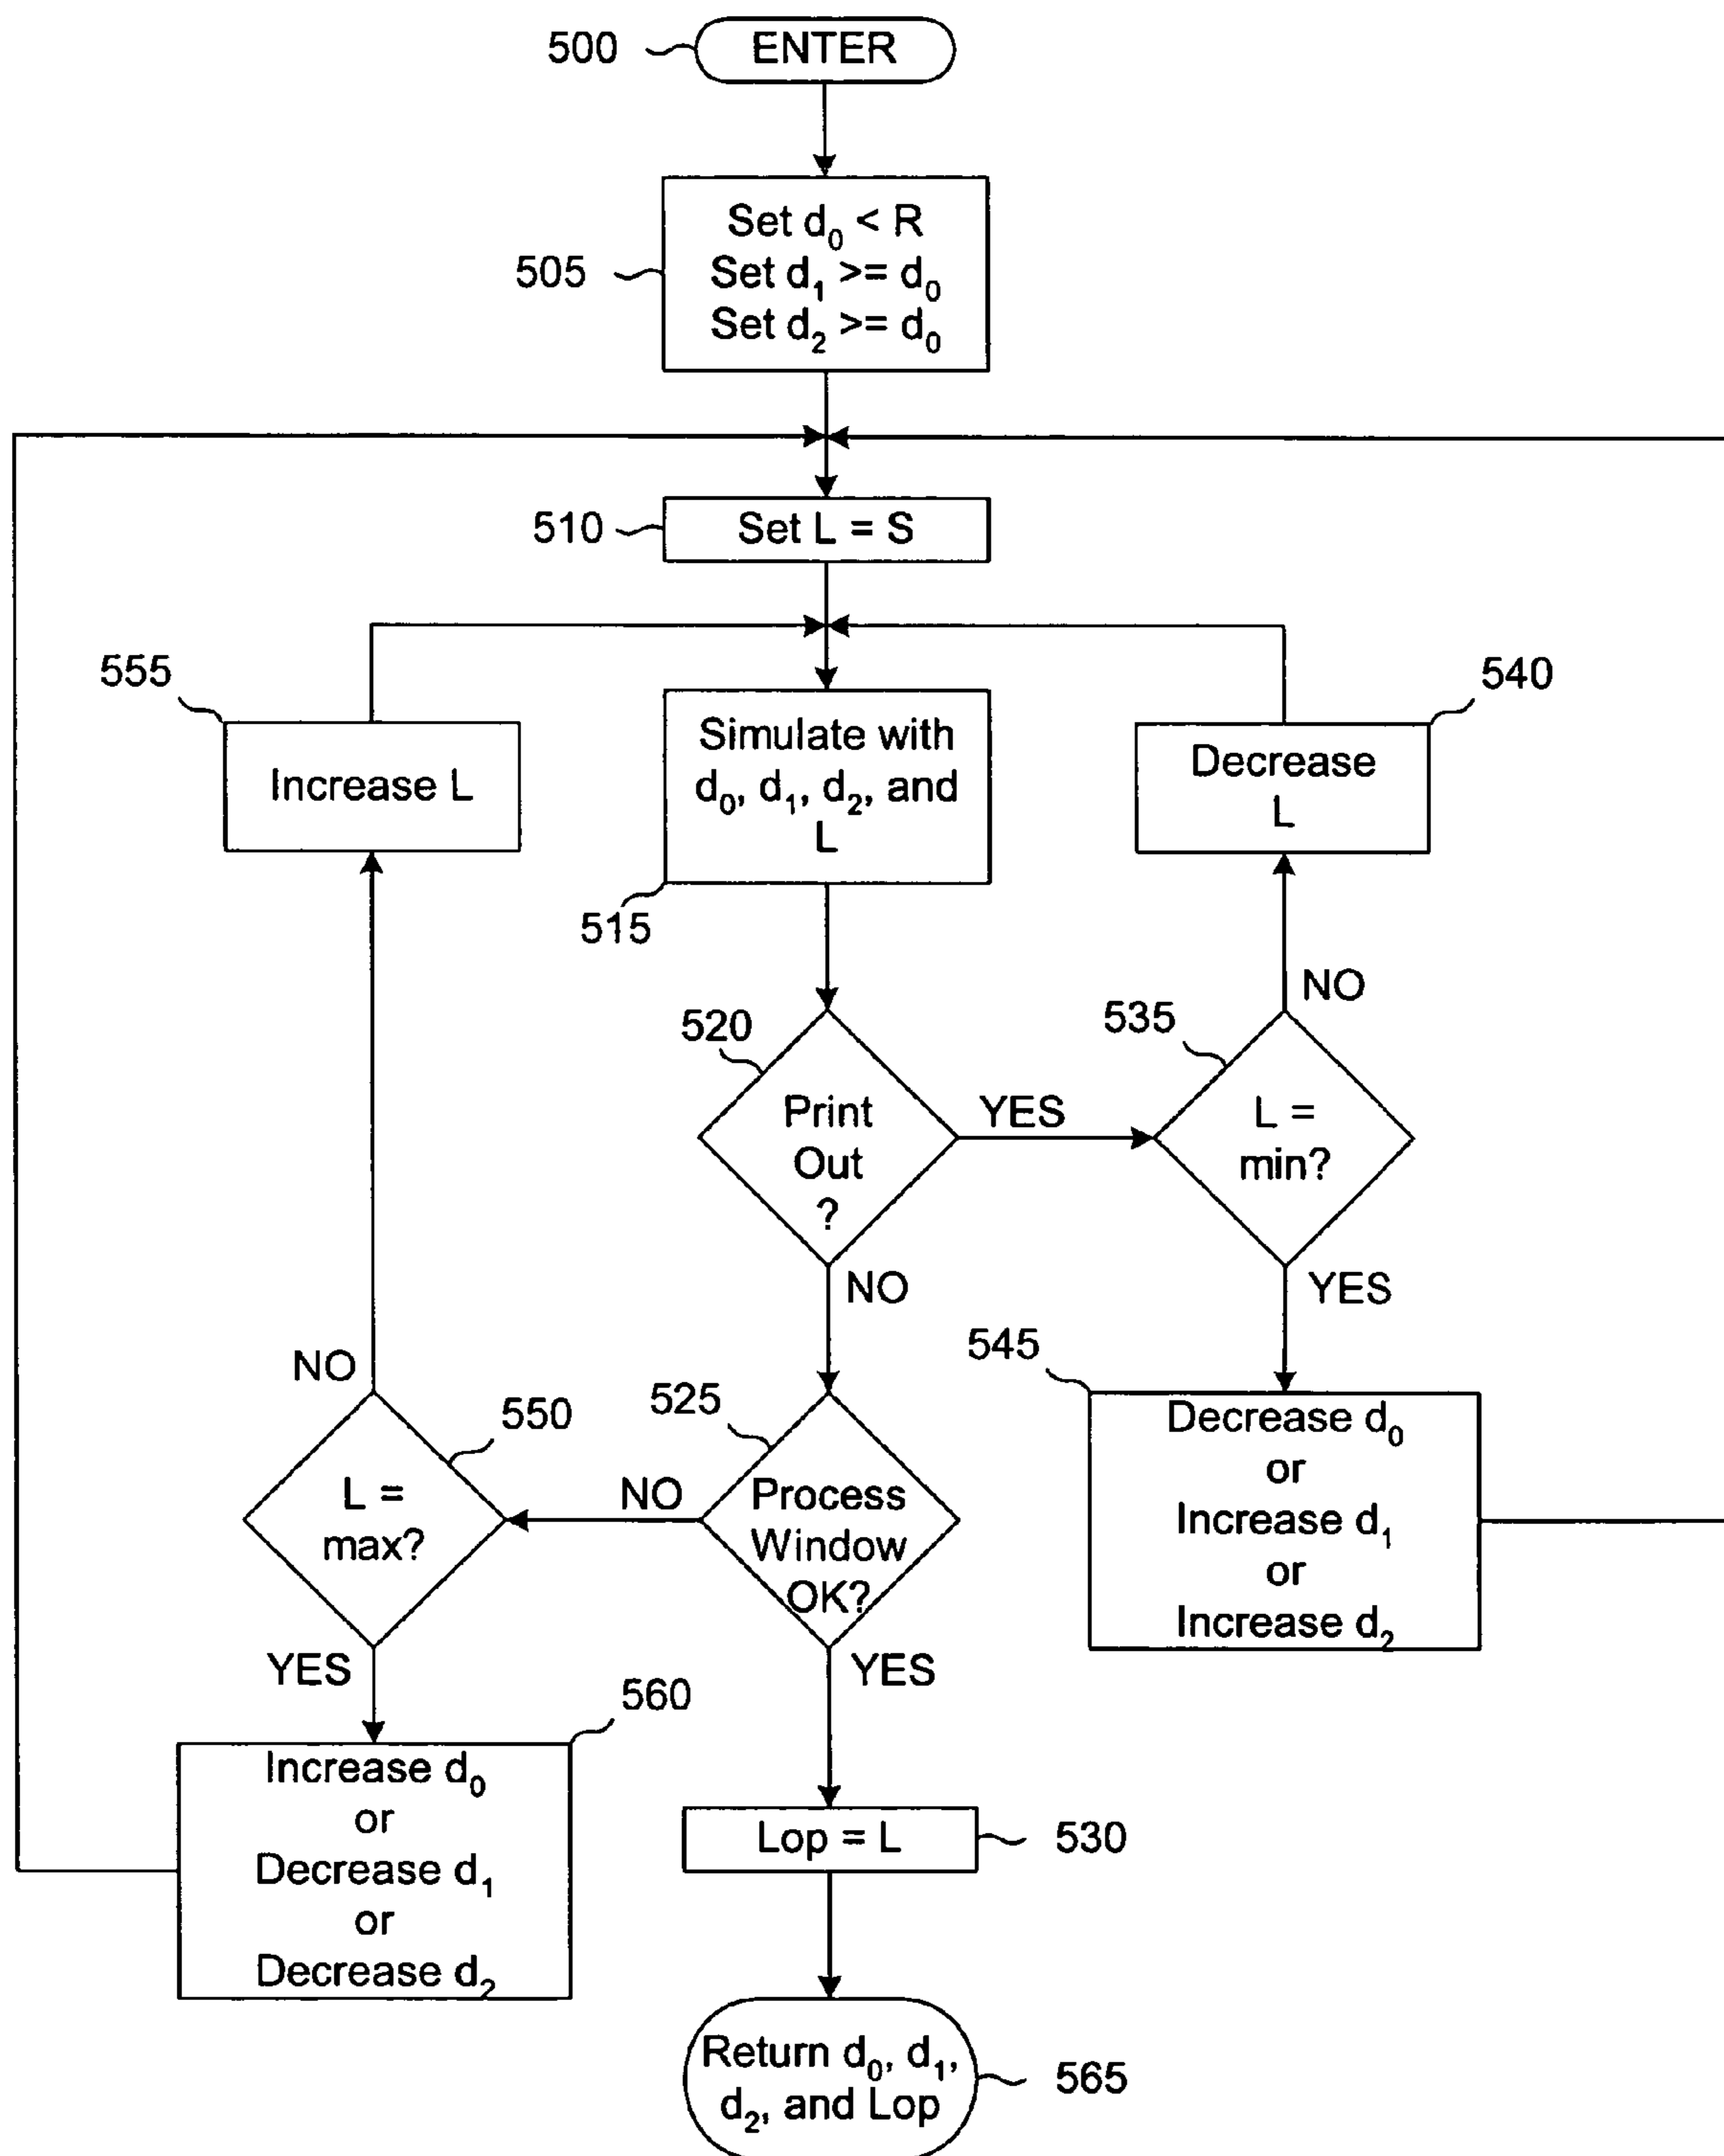 500
ENTER
505
Set d₀ < R
Set d₁ >= d₀
Set d₂ >= d₀
510
Set L = S
555
Increase L
Simulate with
d₀, d₁, d₂, and
L
515
540
Decrease
L
NO
520
Print
Out
?
YES
535
L =
min?
NO
YES
545
Decrease d₀
or
Increase d₁
or
Increase d₂
NO
550
L =
max?
NO
525
Process
Window
OK?
YES
YES
560
Increase d₀
or
Decrease d₁
or
Decrease d₂
Lop = L
530
Return d₀, d₁,
d₂, and Lop
565